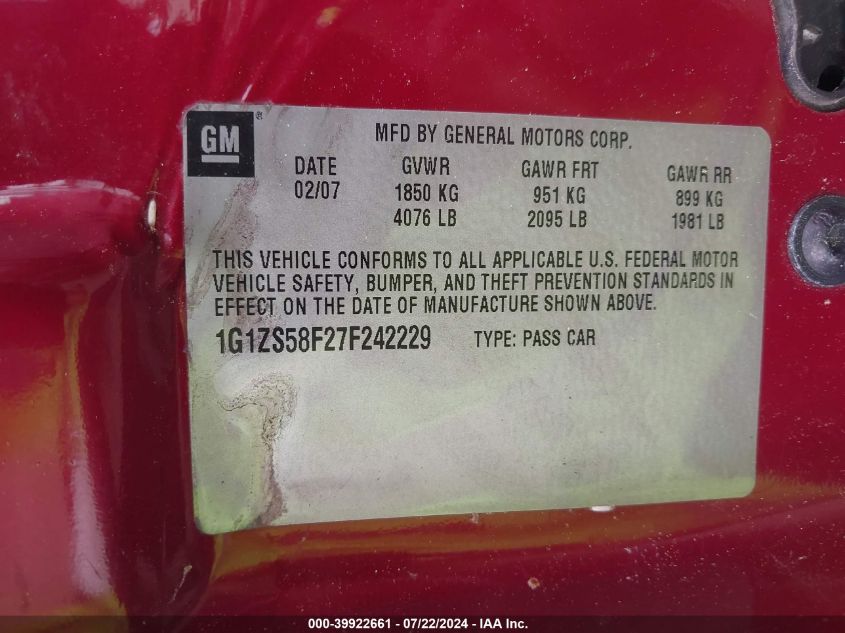 GM®
MFD BY GENERAL MOTORS CORP.
DATE GVWR GAWR FRT GAWR RR
02/07 1850 KG 951 KG 899 KG
4076 LB 2095 LB 1981 LB
THIS VEHICLE CONFORMS TO ALL APPLICABLE U.S. FEDERAL MOTOR
VEHICLE SAFETY, BUMPER, AND THEFT PREVENTION STANDARDS IN
EFFECT ON THE DATE OF MANUFACTURE SHOWN ABOVE.
1G1ZS58F27F242229 TYPE: PASS CAR
000-39922661 - 07/22/2024 - IAA Inc.